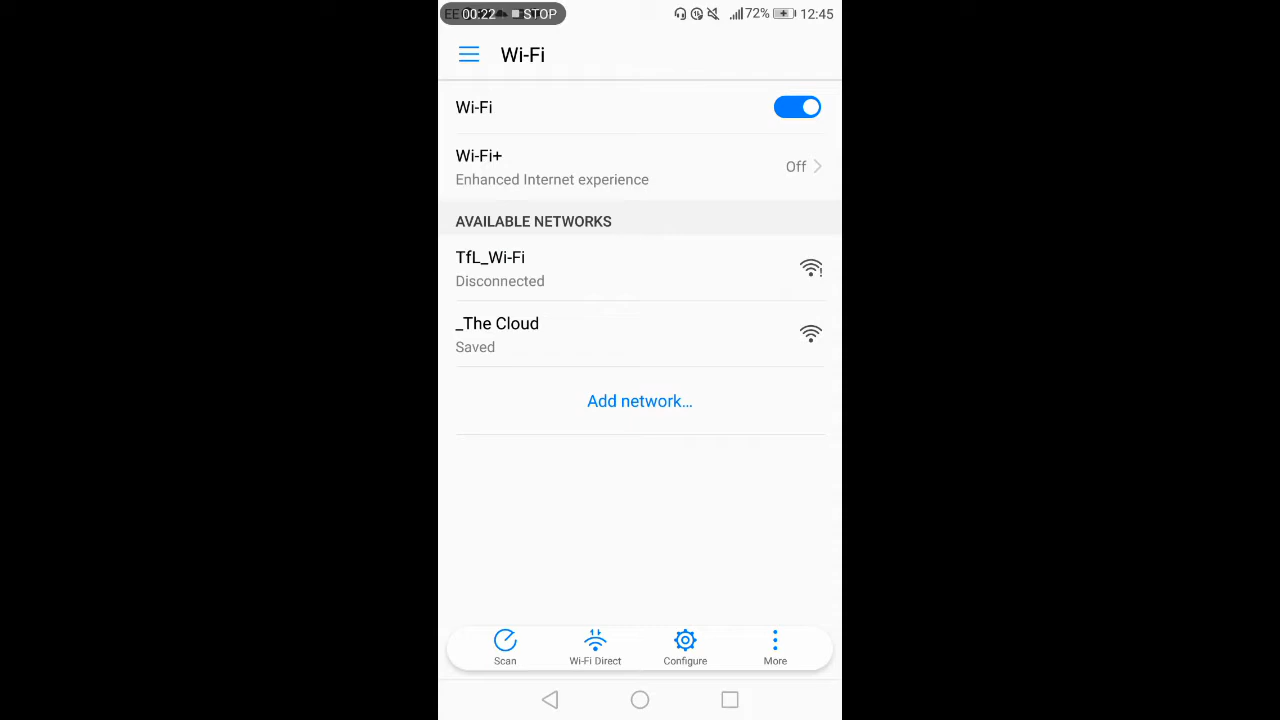 EE 00:22 STOP 72% 12:45
Wi-Fi
Wi-Fi
Wi-Fi+
Enhanced Internet experience
Off
AVAILABLE NETWORKS
TfL_Wi-Fi
Disconnected
_The Cloud
Saved
Add network...
Scan Wi-Fi Direct Configure More